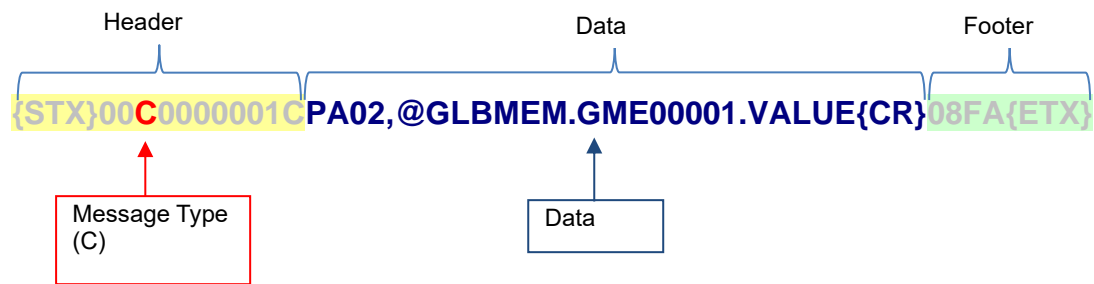 Header Data Footer
{STX}00C0000001CPA02,@GLBMEM.GME00001.VALUE{CR}08FA{ETX}
Message Type Data
(C)